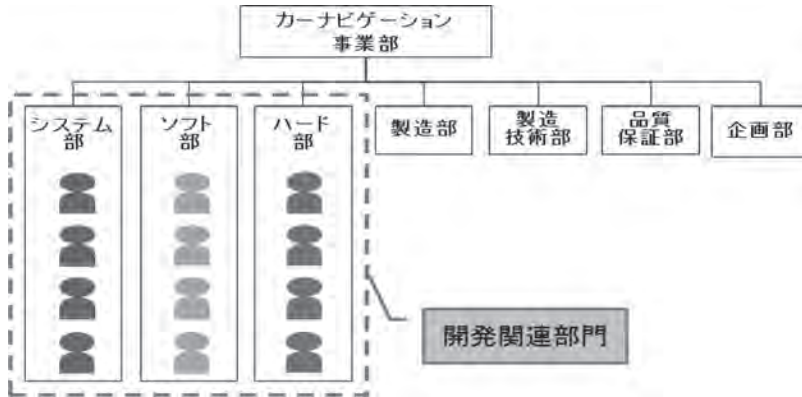 カーナビゲーション
事業部
システム
部
ソフト
部
ハード
部
製造部
製造
技術部
品質
保証部
企画部
開発関連部門